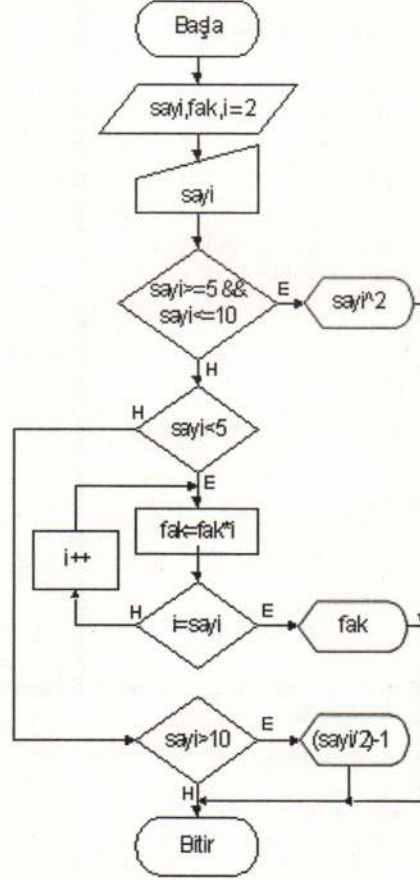 Başla
sayi,fak,i=2
sayi
sayi>=5 &&
sayi<=10
E
sayi^2
H
H
sayi<5
E
fak=fak*i
i++
H
i=sayi
E
fak
sayi>10
E
(sayi/2)-1
H
Bitir